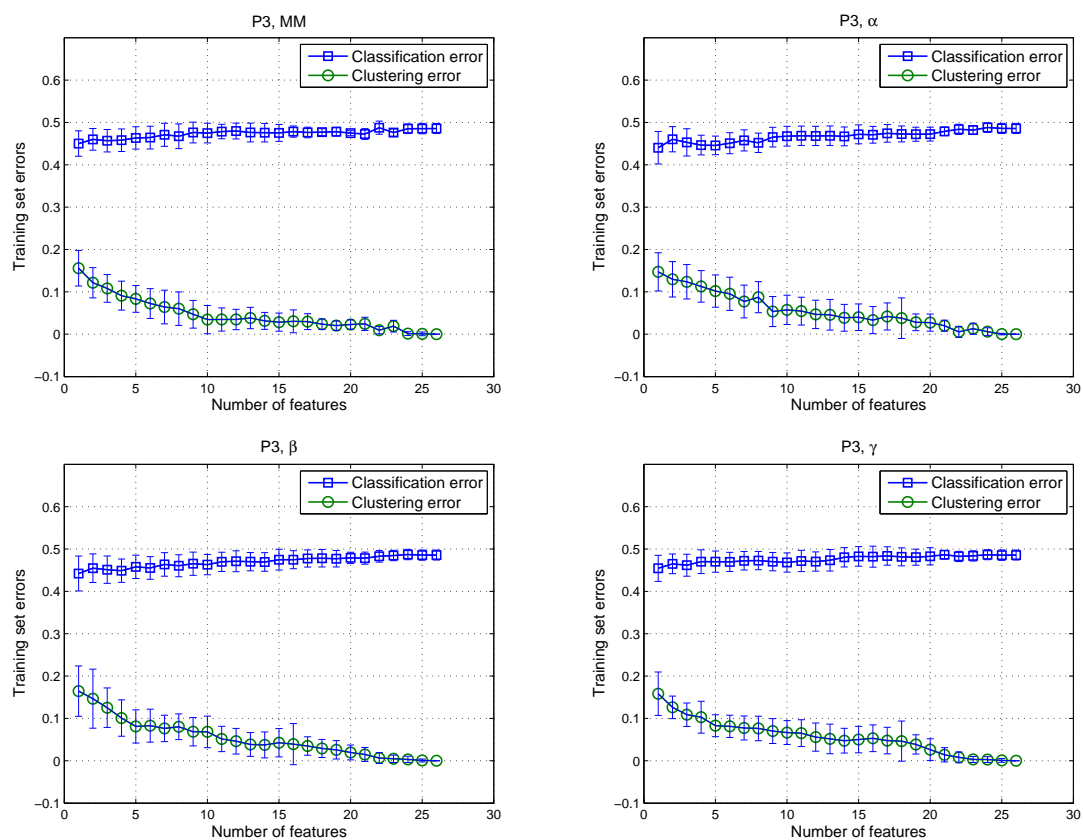 P3, MM
Classification error
Clustering error
0.6
0.5
0.4
0.3
0.2
0.1
0
−0.1
0 5 10 15 20 25 30
Training set errors
Number of features
P3, α
Classification error
Clustering error
0.6
0.5
0.4
0.3
0.2
0.1
0
−0.1
0 5 10 15 20 25 30
Training set errors
Number of features
P3, β
Classification error
Clustering error
0.6
0.5
0.4
0.3
0.2
0.1
0
−0.1
0 5 10 15 20 25 30
Training set errors
Number of features
P3, γ
Classification error
Clustering error
0.6
0.5
0.4
0.3
0.2
0.1
0
−0.1
0 5 10 15 20 25 30
Training set errors
Number of features